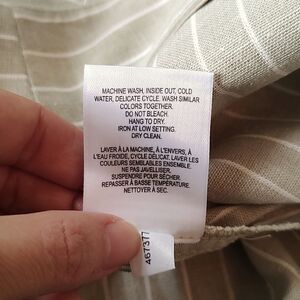 MACHINE WASH, INSIDE OUT, COLD
WATER, DELICATE CYCLE. WASH SIMILAR
COLORS TOGETHER.
DO NOT BLEACH.
HANG TO DRY.
IRON AT LOW SETTING.
DRY CLEAN.
LAVER À LA MACHINE, À L'ENVERS, À
L'EAU FROIDE, CYCLE DÉLICAT. LAVER LES
COULEURS SEMBLABLES ENSEMBLE.
NE PAS JAVELLISER.
SUSPENDRE POUR SÉCHER.
REPASSER À BASSE TEMPÉRATURE.
NETTOYER À SEC.
467377